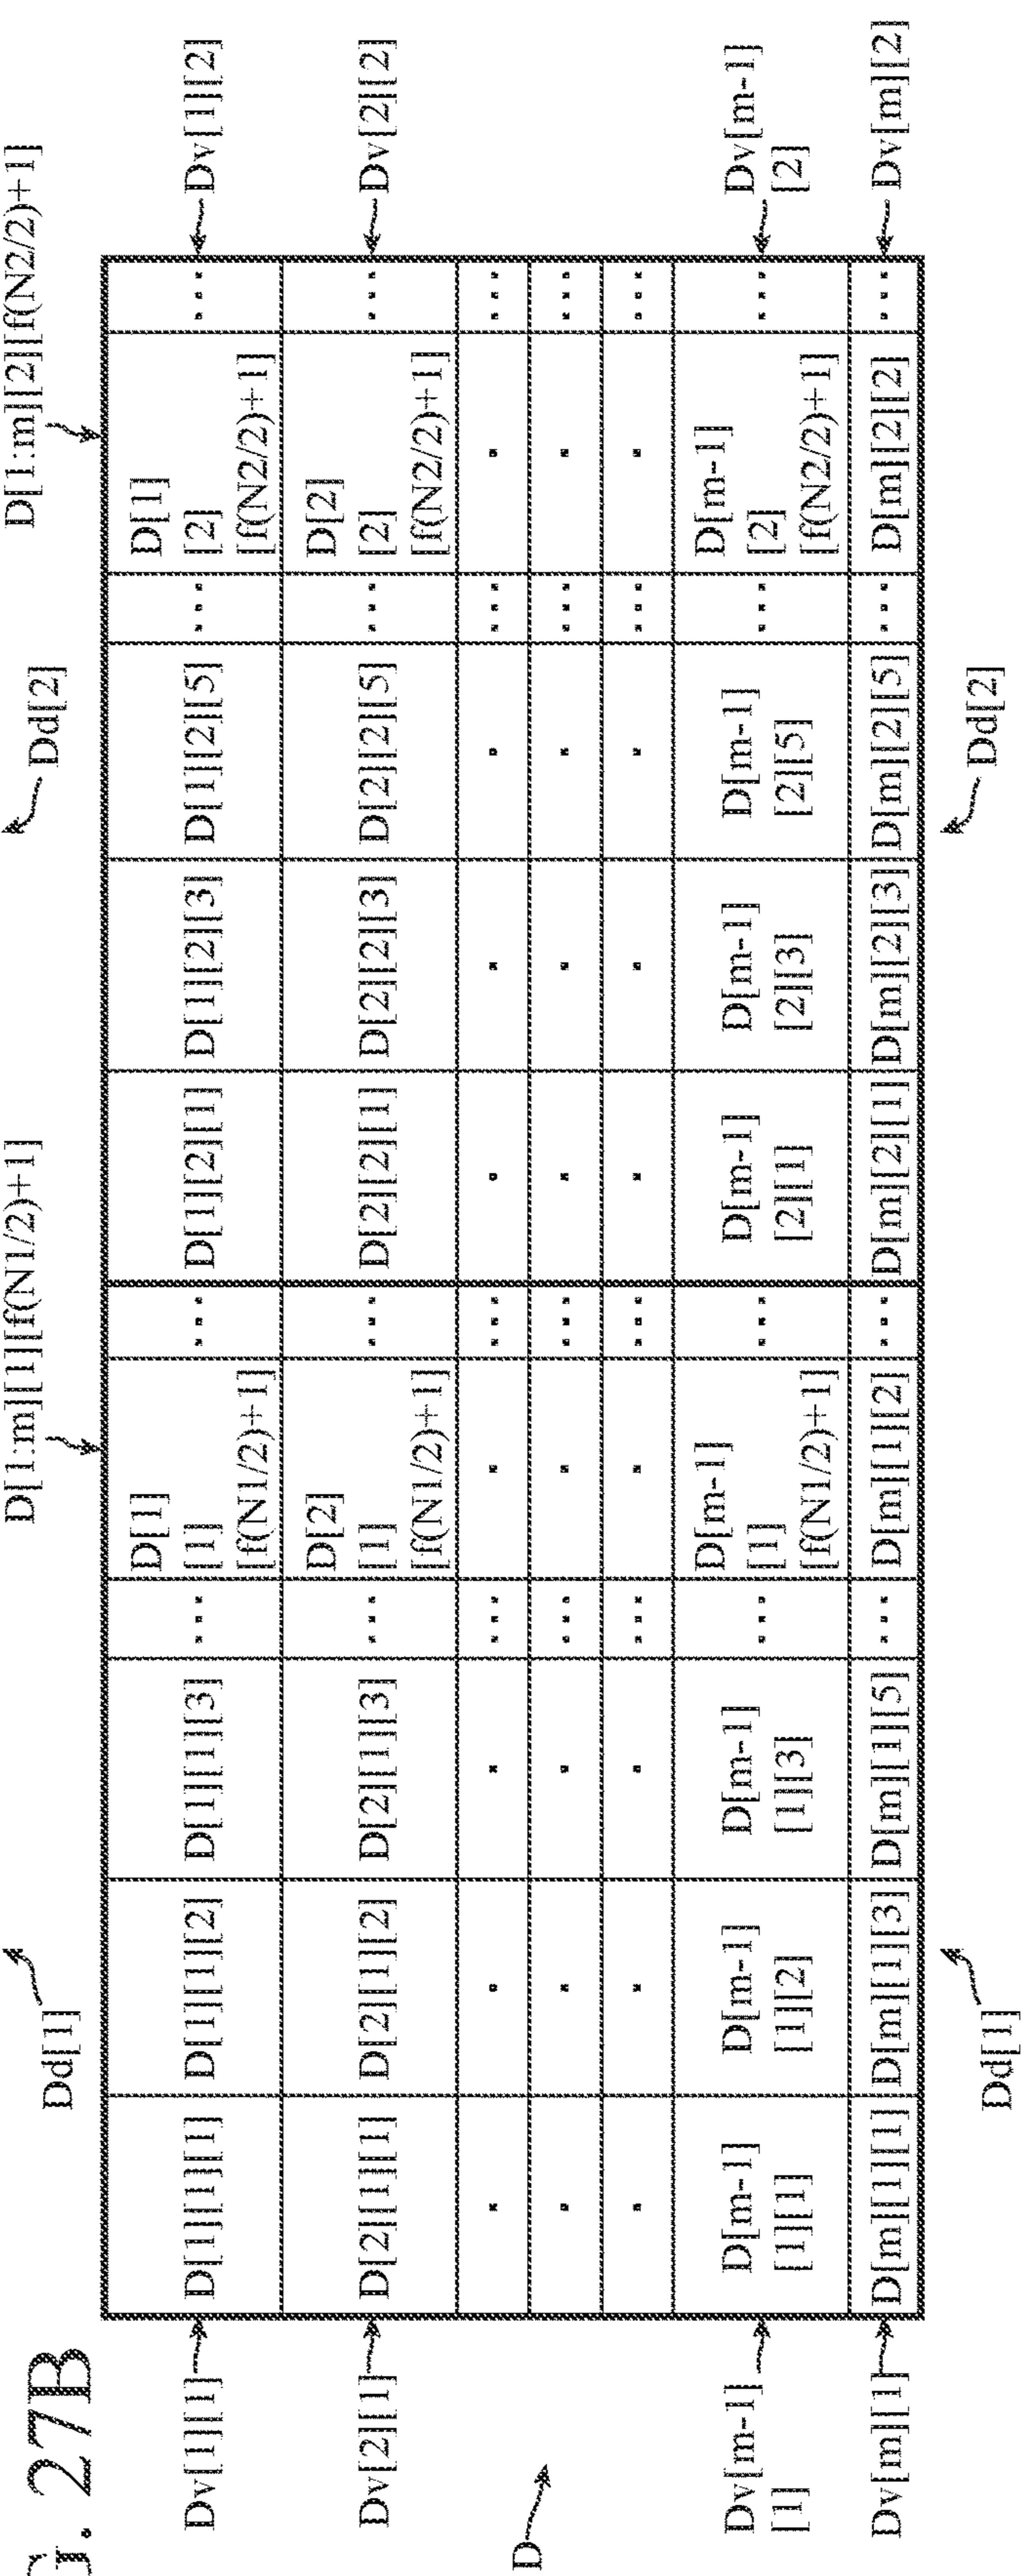 G. 27B
Dd[1]
D[1:m][1][f(N1/2)+1]
Dd[2]
D[1:m][2][f(N2/2)+1]
Dv[1][1]
D[1][1][1]
D[1][1][2]
D[1][1][3]
...
D[1]
[1]
[f(N1/2)+1]
...
D[1][2][1]
D[1][2][3]
D[1][2][5]
...
D[1]
[2]
[f(N2/2)+1]
...
Dv[1][2]
Dv[2][1]
D[2][1][1]
D[2][1][2]
D[2][1][3]
...
D[2]
[1]
[f(N1/2)+1]
...
D[2][2][1]
D[2][2][3]
D[2][2][5]
...
D[2]
[2]
[f(N2/2)+1]
...
Dv[2][2]
. . . ... . ... . . . ... . ...
D
. . . ... . ... . . . ... . ...
. . . ... . ... . . . ... . ...
Dv[m-1]
[1]
D[m-1]
[1][1]
D[m-1]
[1][2]
D[m-1]
[1][3]
...
D[m-1]
[1]
[f(N1/2)+1]
...
D[m-1]
[2][1]
D[m-1]
[2][3]
D[m-1]
[2][5]
...
D[m-1]
[2]
[f(N2/2)+1]
...
Dv[m-1]
[2]
Dv[m][1]
D[m][1][1]
D[m][1][3]
D[m][1][5]
...
D[m][1][2]
...
D[m][2][1]
D[m][2][3]
D[m][2][5]
...
D[m][2][2]
...
Dv[m][2]
Dd[1]
Dd[2]